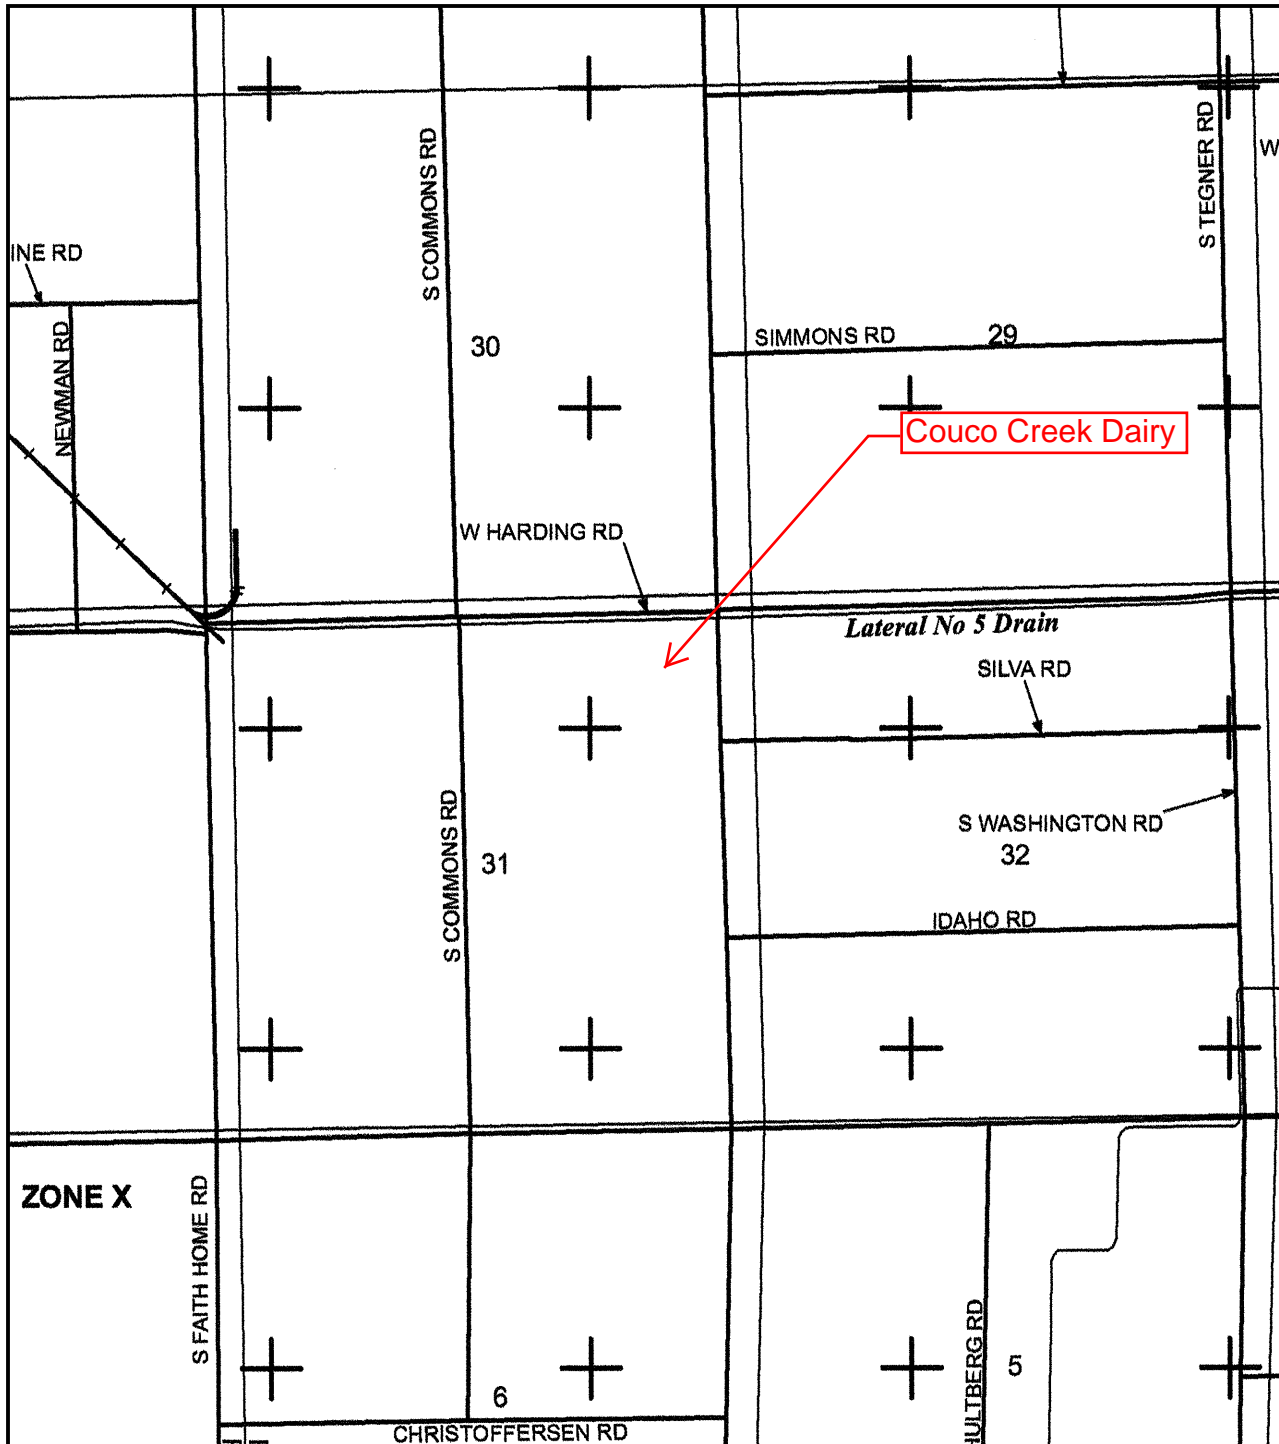 S COMMONS RD
S TEGNER RD
W
INE RD
NEWMAN RD
30
SIMMONS RD
29
Couco Creek Dairy
W HARDING RD
Lateral No 5 Drain
SILVA RD
S COMMONS RD
31
S WASHINGTON RD
32
IDAHO RD
ZONE X
S FAITH HOME RD
HULTBERG RD
5
6
CHRISTOFFERSEN RD